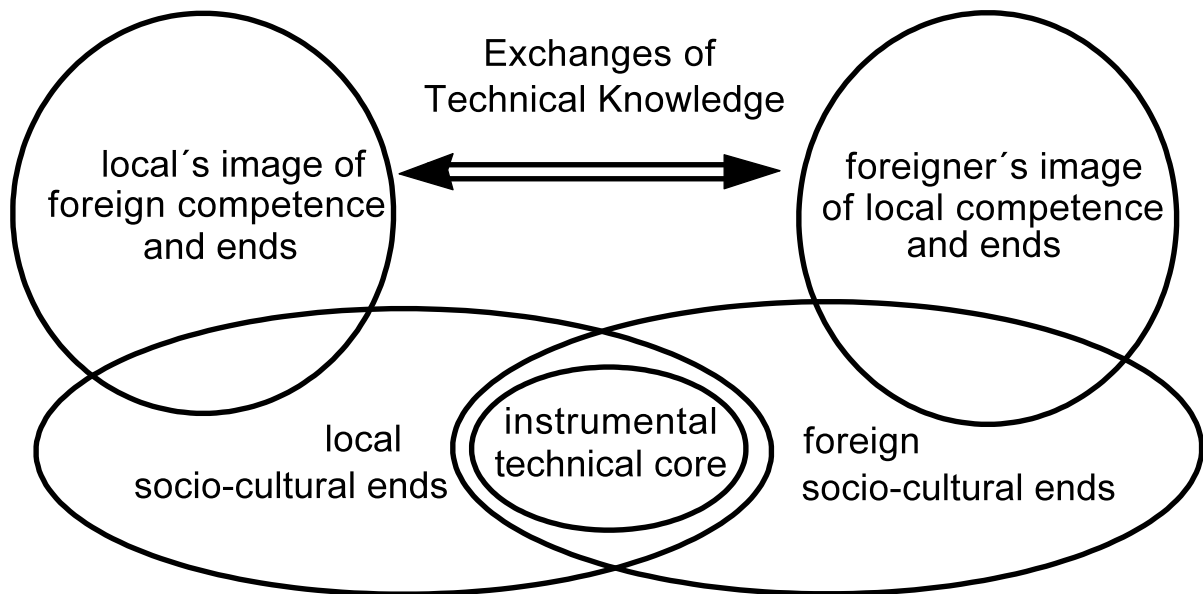 Exchanges of
Technical Knowledge
local´s image of
foreign competence
and ends
foreigner´s image
of local competence
and ends
local
socio-cultural ends
instrumental
technical core
foreign
socio-cultural ends